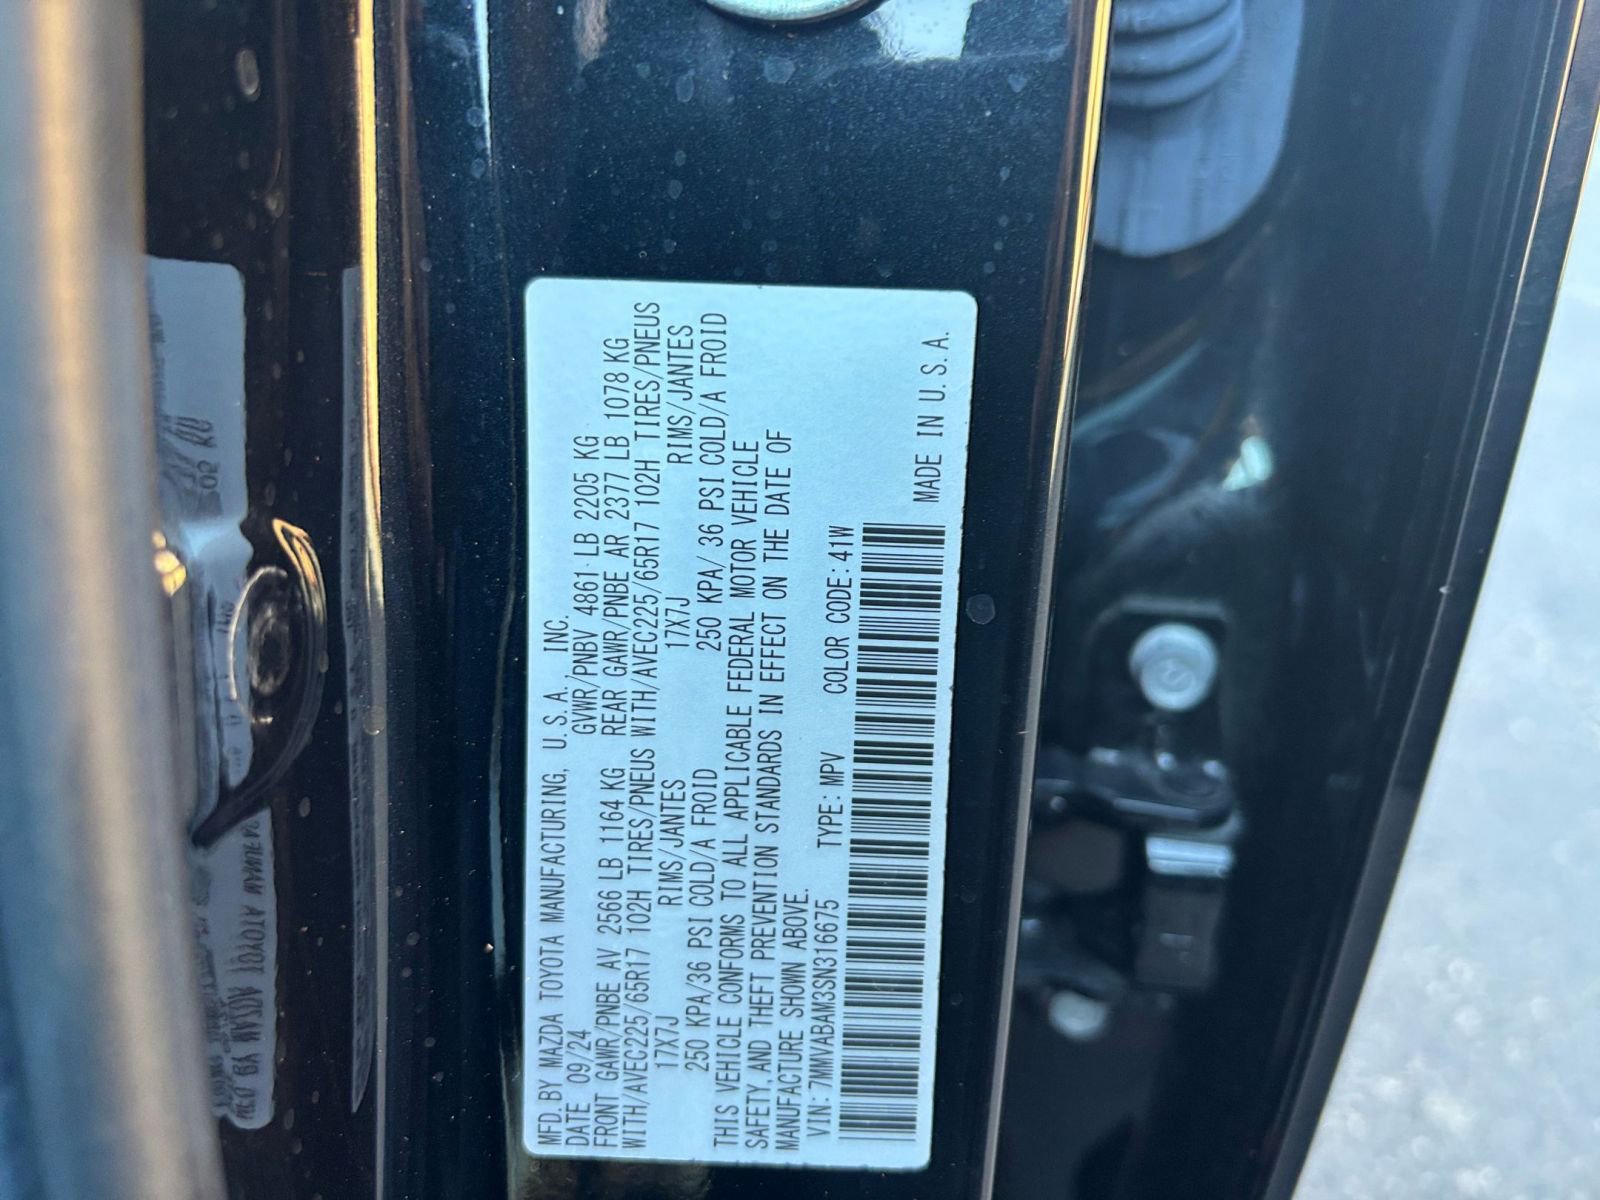 MFD. BY MAZDA TOYOTA MANUFACTURING, U.S.A., INC.
DATE 09/24 GVWR/PNBV 4861 LB 2205 KG
FRONT GAWR/PNBE AV 2566 LB 1164 KG REAR GAWR/PNBE AR 2377 LB 1078 KG
WITH/AVEC225/65R17 102H TIRES/PNEUS WITH/AVEC225/65R17 102H TIRES/PNEUS
17X7J RIMS/JANTES 17X7J RIMS/JANTES
250 KPA/36 PSI COLD/A FROID 250 KPA/ 36 PSI COLD/A FROID
THIS VEHICLE CONFORMS TO ALL APPLICABLE FEDERAL MOTOR VEHICLE
SAFETY, AND THEFT PREVENTION STANDARDS IN EFFECT ON THE DATE OF
MANUFACTURE SHOWN ABOVE.
VIN: 7MMVABAM3SN316675 TYPE: MPV COLOR CODE: 41W
MADE IN U.S.A.